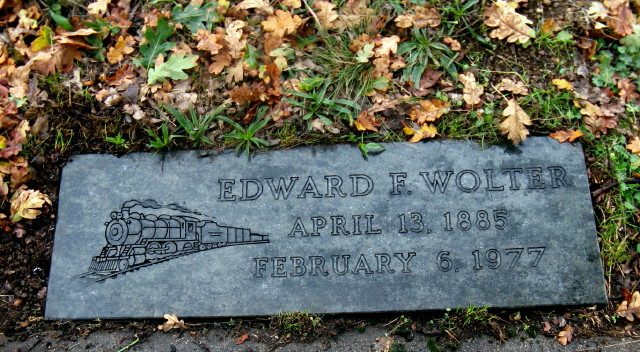 EDWARD F. WOLTER
APRIL 13, 1885
FEBRUARY 6, 1977